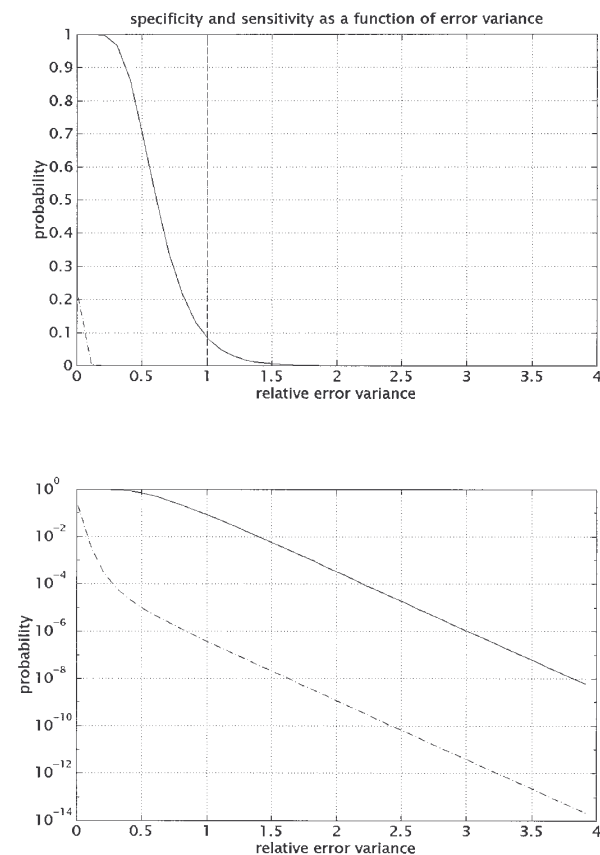 specificity and sensitivity as a function of error variance
1
0.9
0.8
0.7
0.6
0.5
0.4
0.3
0.2
0.1
0
probability
0 0.5 1 1.5 2 2.5 3 3.5 4
relative error variance
10^0
10^-2
10^-4
10^-6
10^-8
10^-10
10^-12
10^-14
probability
0 0.5 1 1.5 2 2.5 3 3.5 4
relative error variance